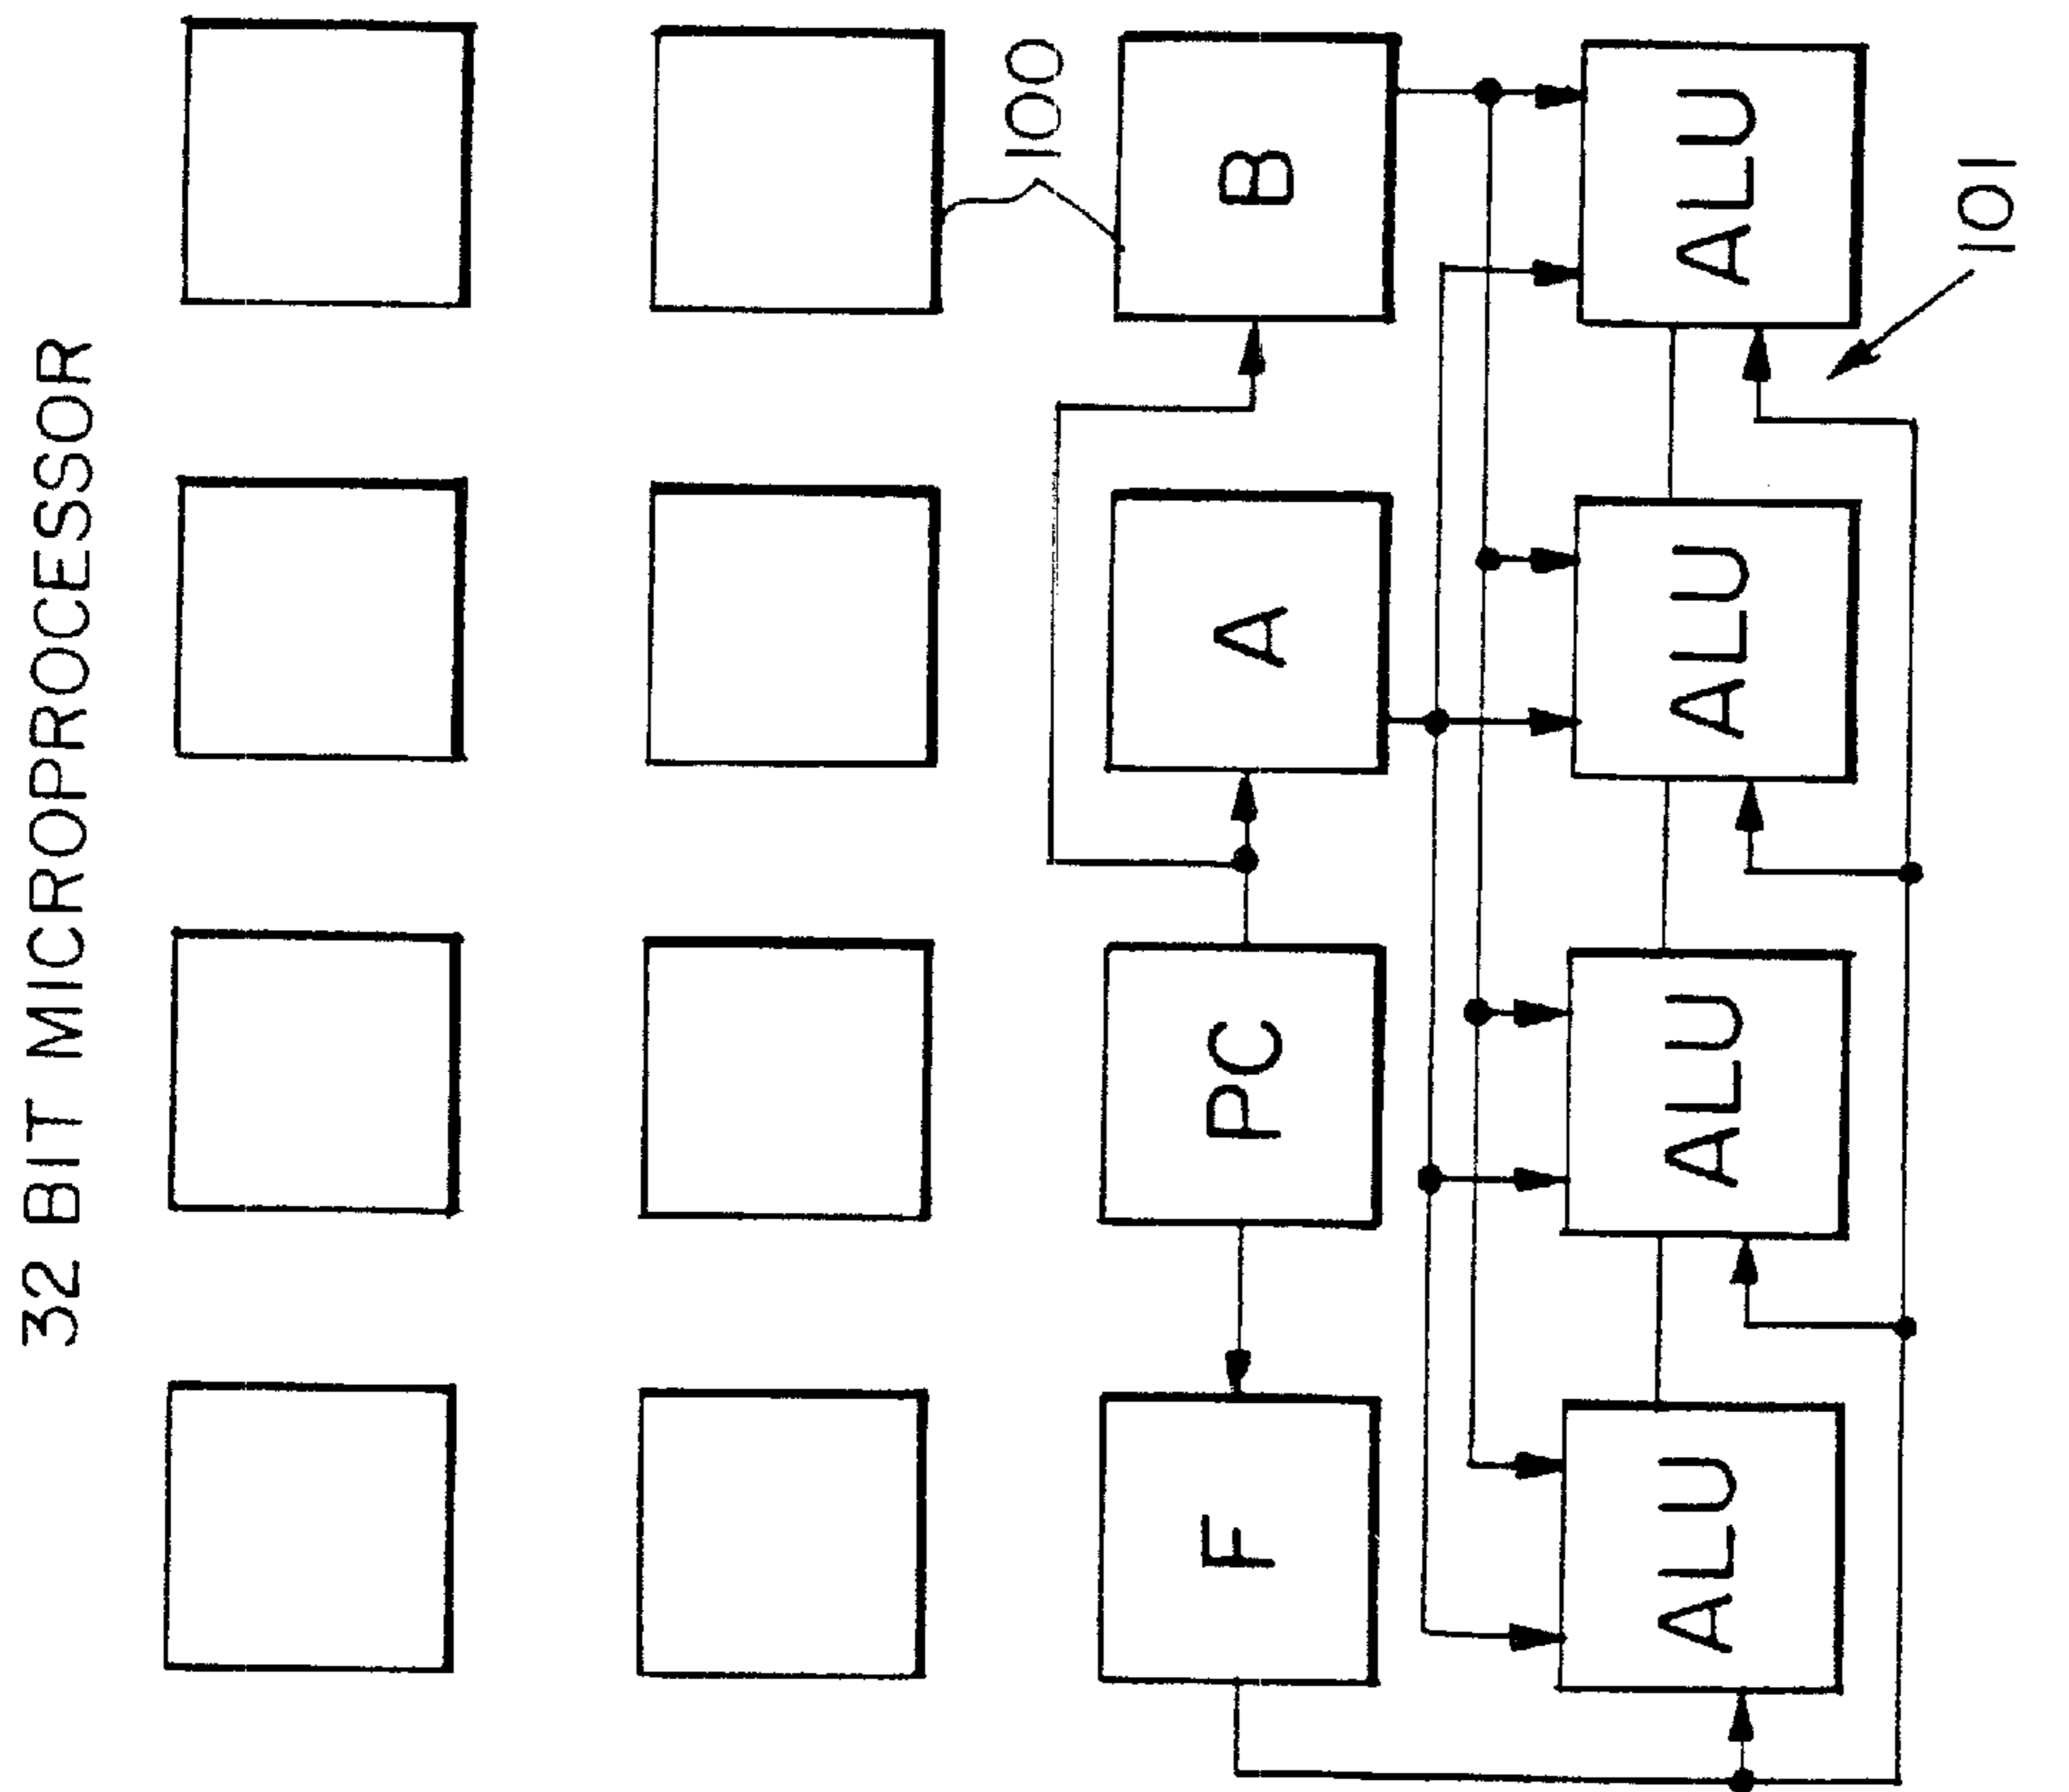 32 BIT MICROPROCESSOR
100
F
PC
A
B
ALU
ALU
ALU
ALU
101